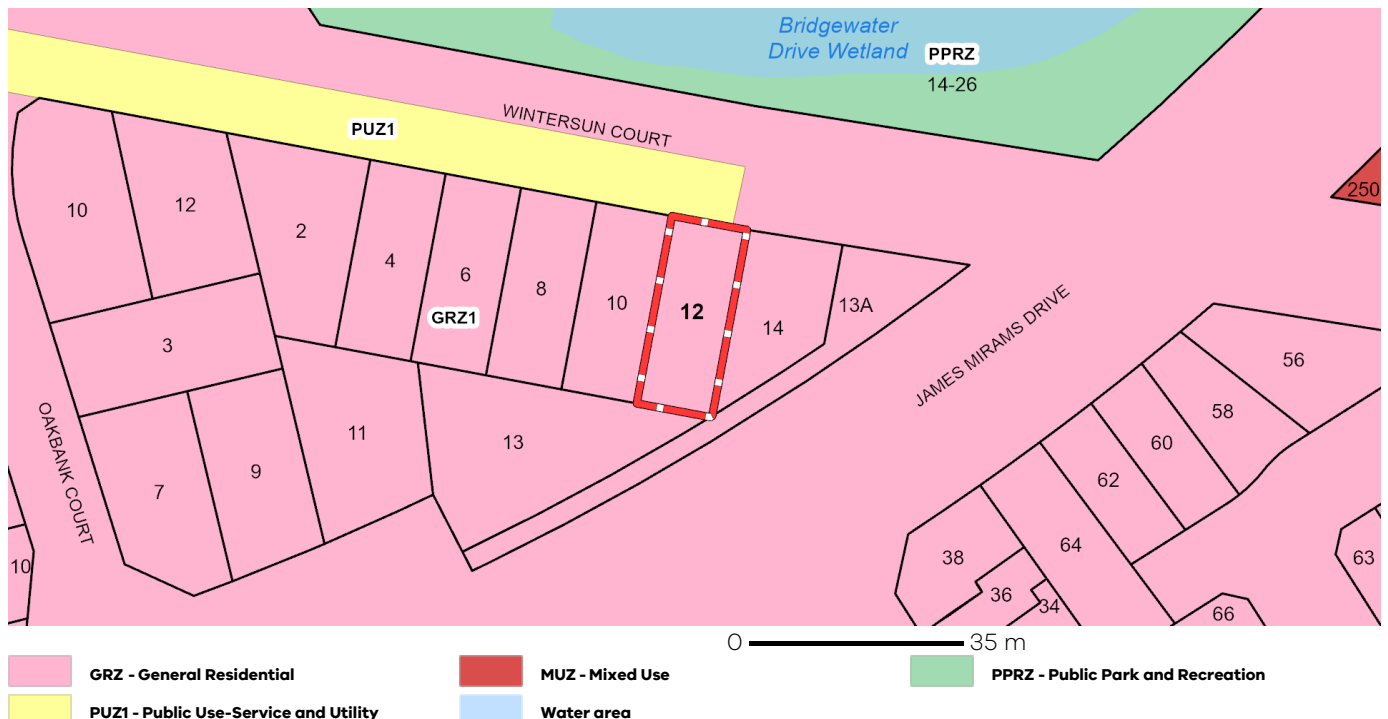 Bridgewater
Drive Wetland
PPRZ
14-26
WINTERSUN COURT
PUZ1
250
10
12
2
4
6
8
10
12
14
13A
GRZ1
3
JAMES MIRAMS DRIVE
56
58
60
62
64
OAKBANK COURT
11
13
9
7
10
38
36
34
66
63
0 35 m
GRZ - General Residential
MUZ - Mixed Use
PPRZ - Public Park and Recreation
PUZ1 - Public Use-Service and Utility
Water area